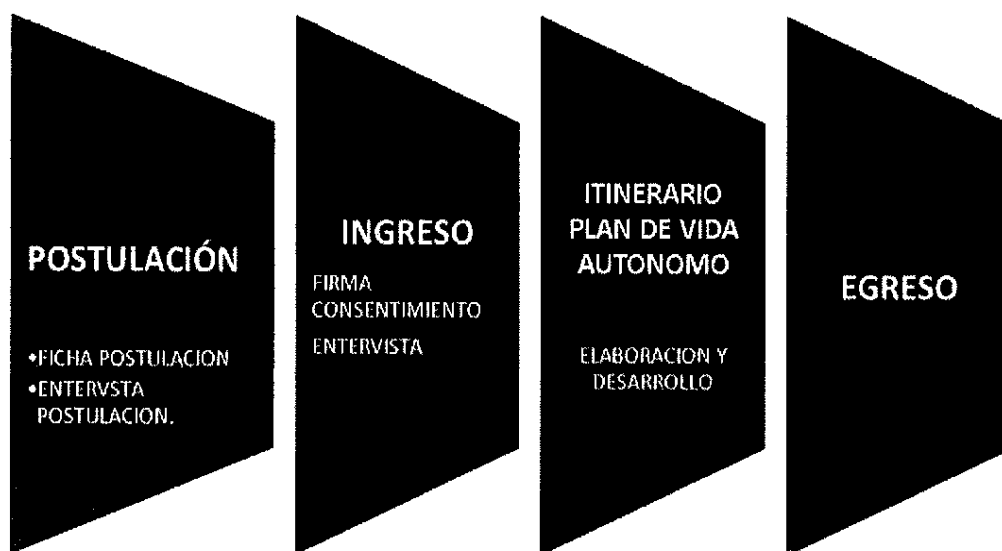 POSTULACIÓN
•FICHA POSTULACION
•ENTERVSTA
POSTULACION.
INGRESO
FIRMA
CONSENTIMIENTO
ENTERVISTA
ITINERARIO
PLAN DE VIDA
AUTONOMO
ELABORACION Y
DESARROLLO
EGRESO